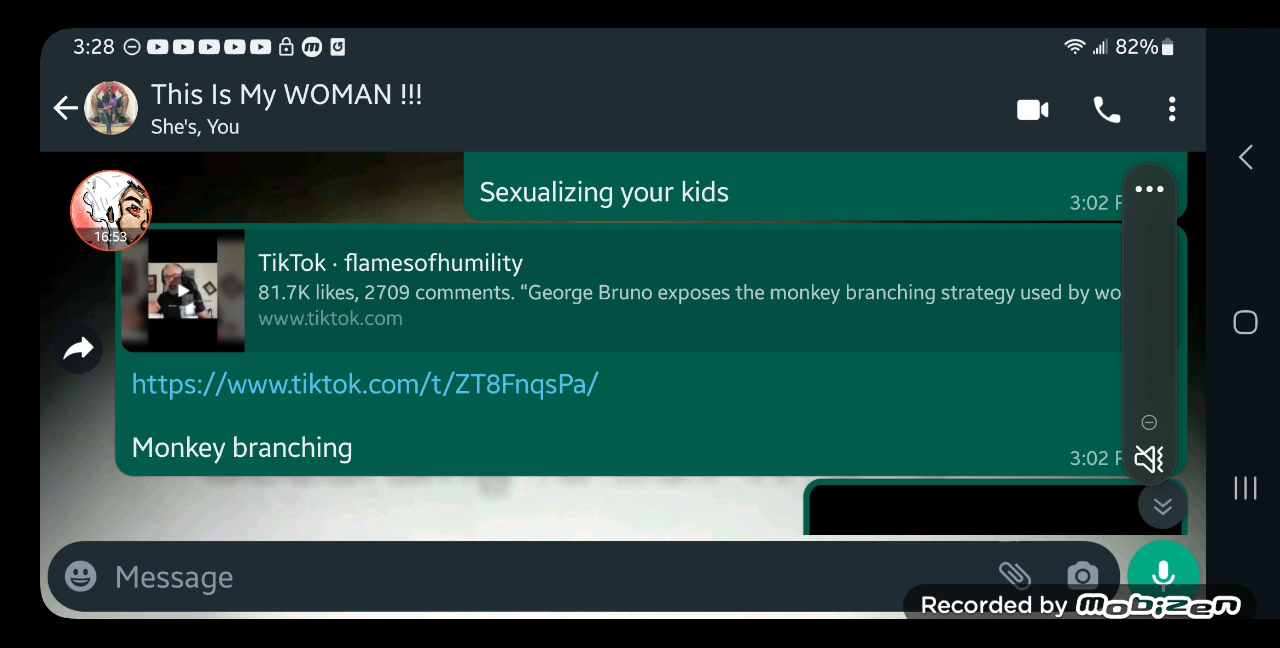 3:28
82%
This Is My WOMAN !!!
She's, You
Sexualizing your kids
3:02
16:53
TikTok · flamesofhumility
81.7K likes, 2709 comments. “George Bruno exposes the monkey branching strategy used by wo
www.tiktok.com
https://www.tiktok.com/t/ZT8FnqsPa/
Monkey branching
3:02
Message
Recorded by Mobizen